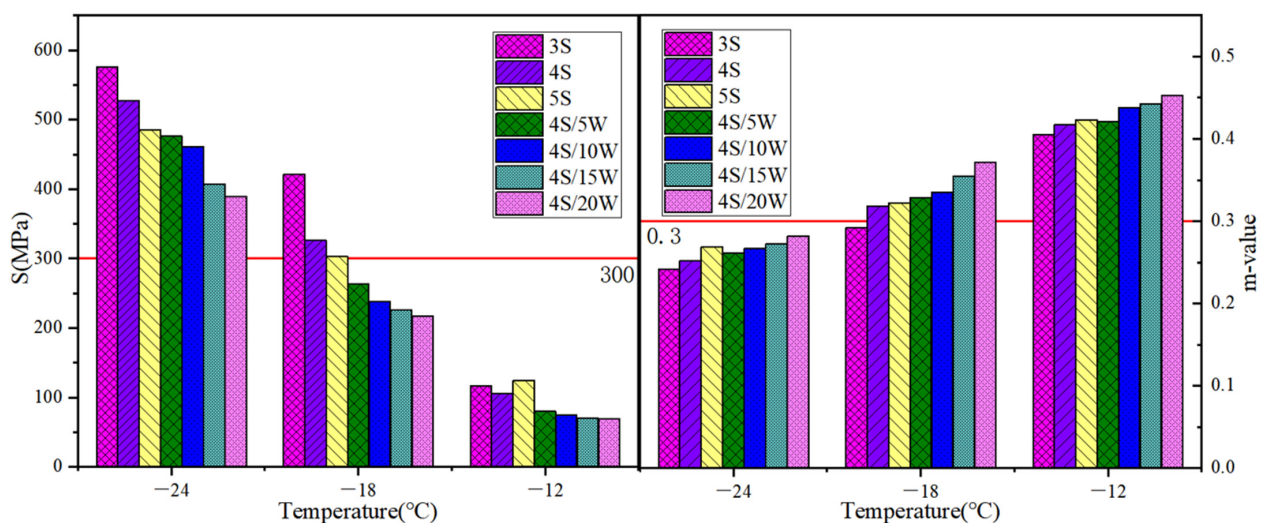 600
500
400
300
200
100
0
S(MPa)
3S
4S
5S
4S/5W
4S/10W
4S/15W
4S/20W
300
−24
−18
−12
Temperature(℃)
3S
4S
5S
4S/5W
4S/10W
4S/15W
4S/20W
0.3
−24
−18
−12
Temperature(℃)
0.5
0.4
0.3
0.2
0.1
0.0
m-value